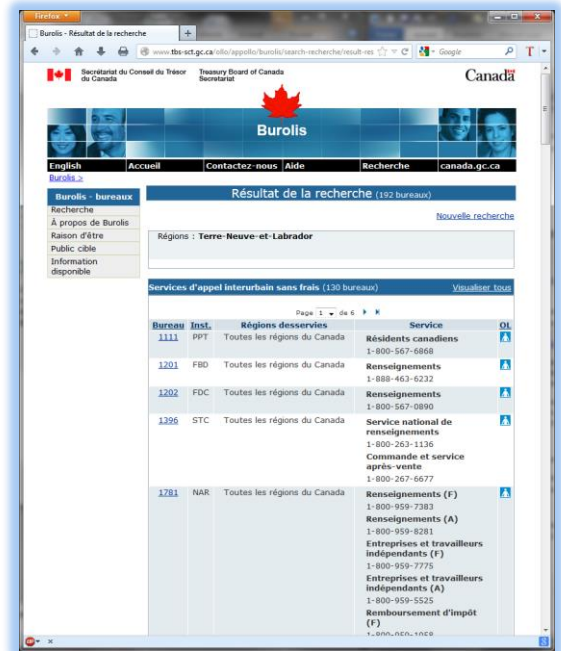 Firefox
Burolis - Résultat de la recherche
www.tbs-sct.gc.ca/ollo/appollo/burolis/search-recherche/result-res
Google
Secrétariat du Conseil du Trésor du Canada
Treasury Board of Canada Secretariat
Canada
Burolis
English Accueil Contactez-nous Aide Recherche canada.gc.ca
Burolis >
Burolis - bureaux
Recherche
À propos de Burolis
Raison d'être
Public cible
Information
disponible
Résultat de la recherche (192 bureaux)
Nouvelle recherche
Régions : Terre-Neuve-et-Labrador
Services d'appel interurbain sans frais (130 bureaux) Visualiser tous
Page 1 de 6
Bureau Inst. Régions desservies Service OL
1111 PPT Toutes les régions du Canada Résidents canadiens
1-800-567-6868
1201 FBD Toutes les régions du Canada Renseignements
1-888-463-6232
1202 FDC Toutes les régions du Canada Renseignements
1-800-567-0890
1396 STC Toutes les régions du Canada Service national de
renseignements
1-800-263-1136
Commande et service
après-vente
1-800-267-6677
1781 NAR Toutes les régions du Canada Renseignements (F)
1-800-959-7383
Renseignements (A)
1-800-959-8281
Entreprises et travailleurs
indépendants (F)
1-800-959-7775
Entreprises et travailleurs
indépendants (A)
1-800-959-5525
Remboursement d'impôt
(F)